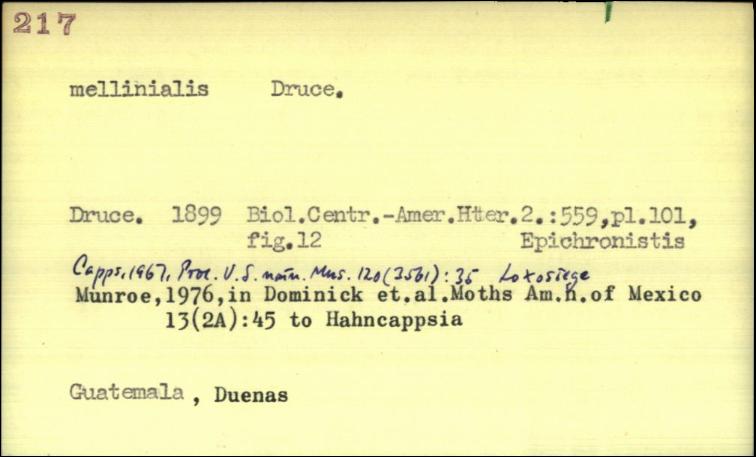 217
mellinialis Druce.
Druce. 1899 Biol.Centr.-Amer.Hter.2.:559,pl.101,
fig.12 Epichronistis
Capps,1967, Proc. U.S. natn. Mus. 120(3561):35 Loxostege
Munroe,1976,in Dominick et.al.Moths Am.n.of Mexico
13(2A):45 to Hahncappsia
Guatemala, Duenas